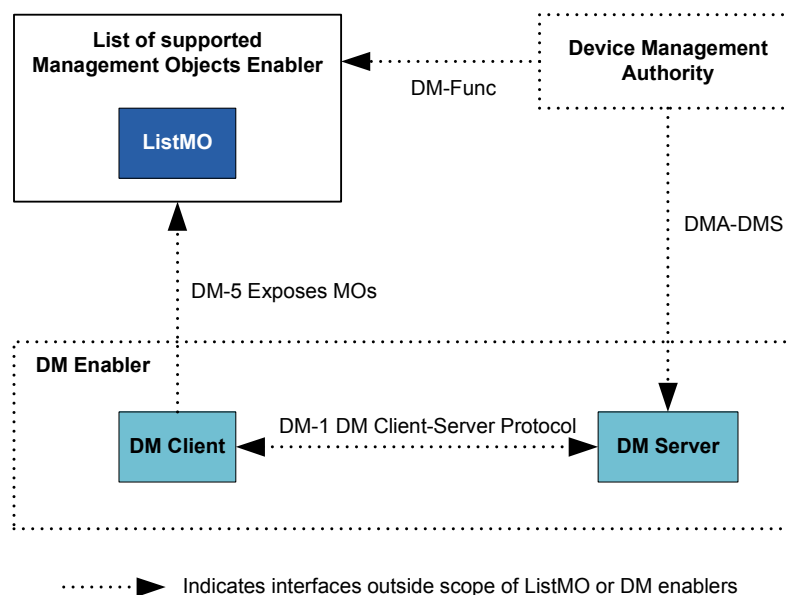 List of supported
Management Objects Enabler
ListMO
Device Management
Authority
DM-Func
DMA-DMS
DM-5 Exposes MOs
DM Enabler
DM Client
DM-1 DM Client-Server Protocol
DM Server
Indicates interfaces outside scope of ListMO or DM enablers